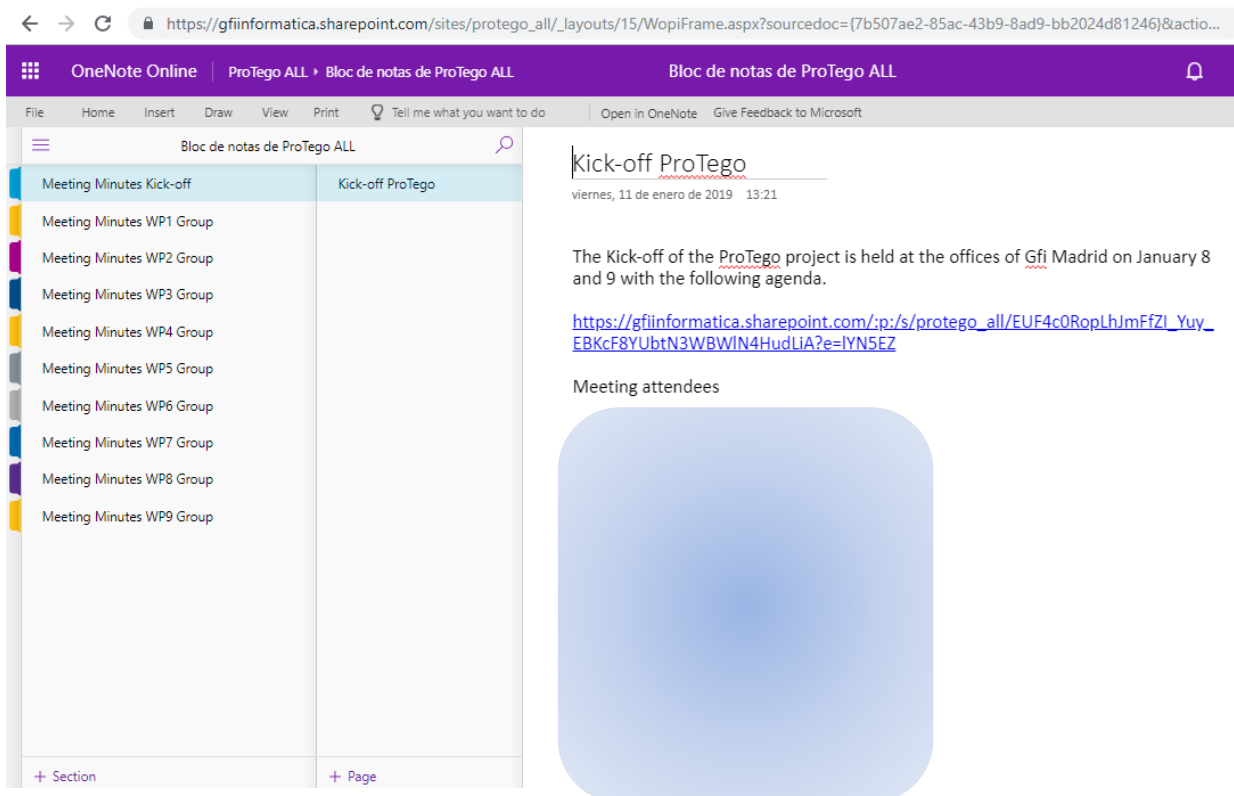 https://gfiinformatica.sharepoint.com/sites/protego_all/_layouts/15/WopiFrame.aspx?sourcedoc={7b507ae2-85ac-43b9-8ad9-bb2024d81246}&actio...
OneNote Online ProTego ALL ▸ Bloc de notas de ProTego ALL Bloc de notas de ProTego ALL
File Home Insert Draw View Print Tell me what you want to do Open in OneNote Give Feedback to Microsoft
Bloc de notas de ProTego ALL
Meeting Minutes Kick-off
Meeting Minutes WP1 Group
Meeting Minutes WP2 Group
Meeting Minutes WP3 Group
Meeting Minutes WP4 Group
Meeting Minutes WP5 Group
Meeting Minutes WP6 Group
Meeting Minutes WP7 Group
Meeting Minutes WP8 Group
Meeting Minutes WP9 Group
+ Section
Kick-off ProTego
+ Page
Kick-off ProTego
viernes, 11 de enero de 2019 13:21
The Kick-off of the ProTego project is held at the offices of Gfi Madrid on January 8
and 9 with the following agenda.
https://gfiinformatica.sharepoint.com/:p:/s/protego_all/EUF4c0RopLhJmFfZI_Yuy_
EBKcF8YUbtN3WBWlN4HudLiA?e=lYN5EZ
Meeting attendees